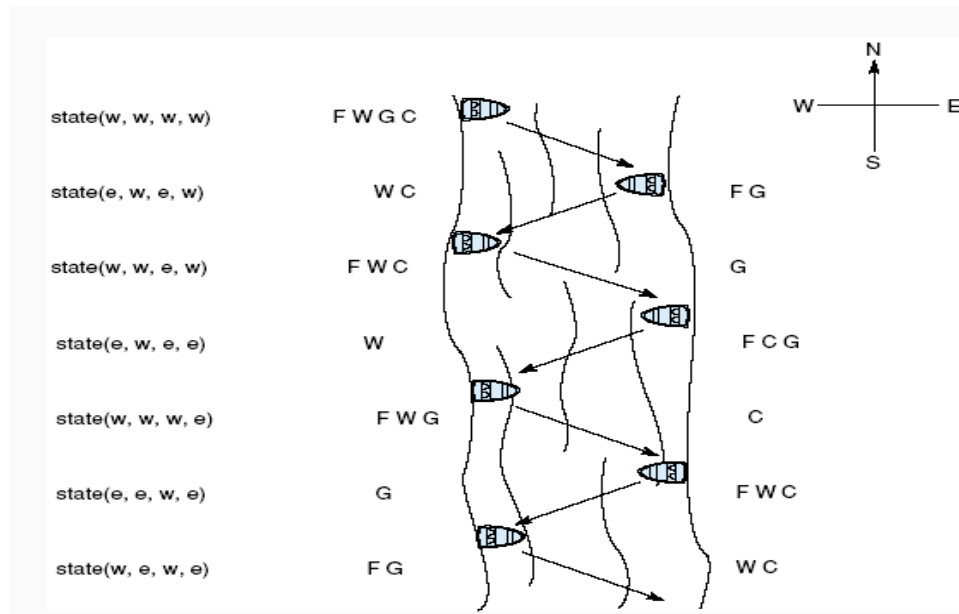 N
W E
S
state(w, w, w, w) F W G C
state(e, w, e, w) W C F G
state(w, w, e, w) F W C G
state(e, w, e, e) W F C G
state(w, w, w, e) F W G C
state(e, e, w, e) G F W C
state(w, e, w, e) F G W C